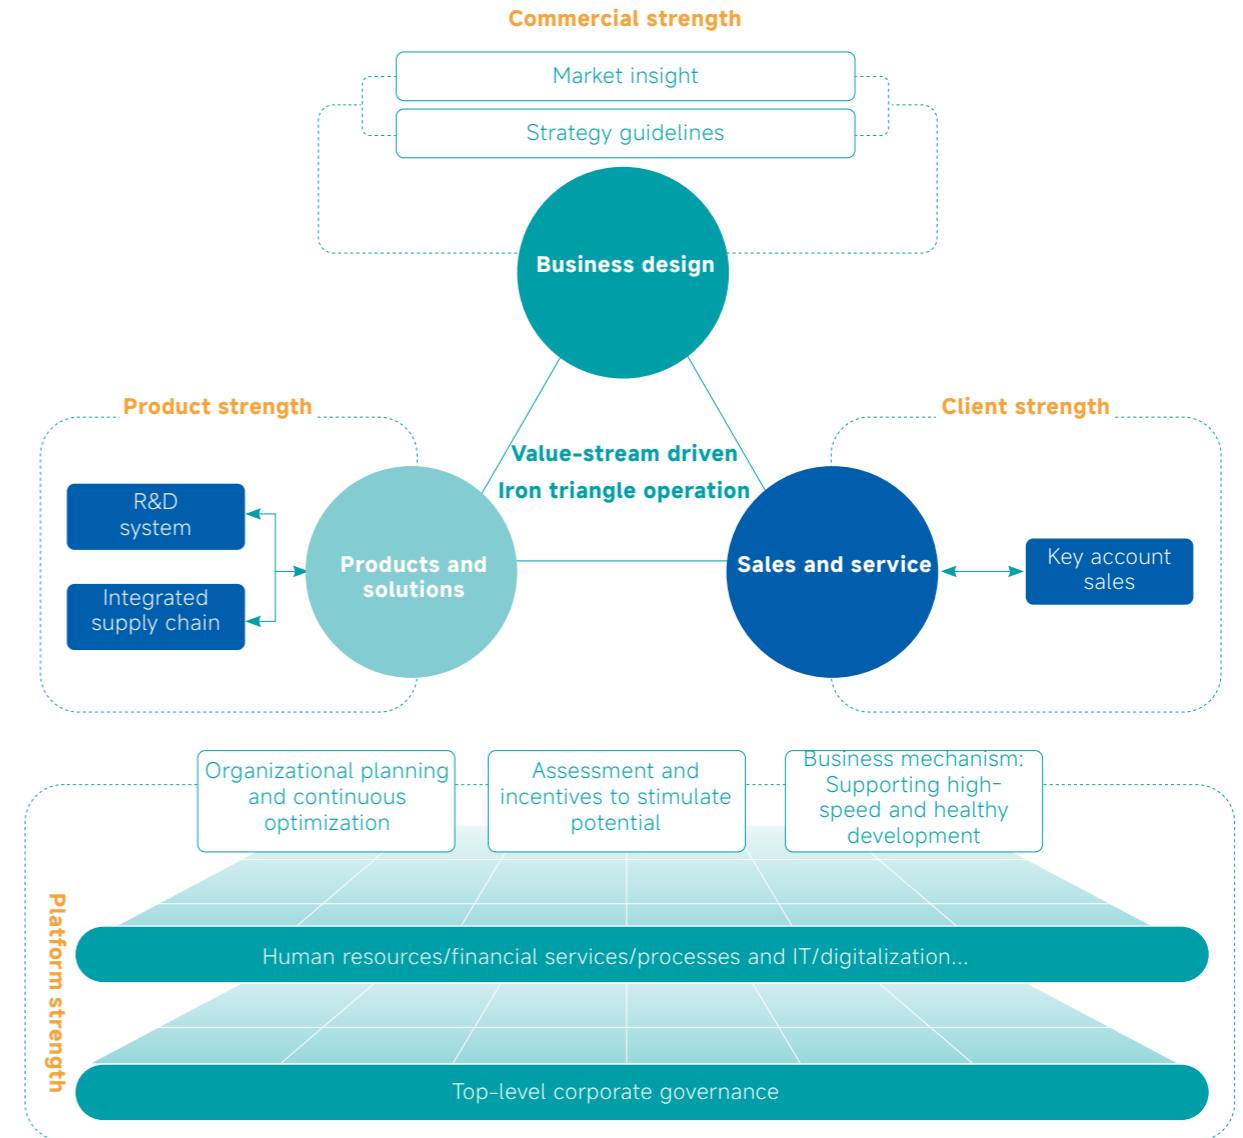 Commercial strength
Market insight
Strategy guidelines
Business design
Product strength
Client strength
Value-stream driven
Iron triangle operation
R&D
system
Integrated
supply chain
Products and
solutions
Sales and service
Key account
sales
Organizational planning
and continuous
optimization
Assessment and
incentives to stimulate
potential
Business mechanism:
Supporting high-
speed and healthy
development
Platform strength
Human resources/financial services/processes and IT/digitalization...
Top-level corporate governance